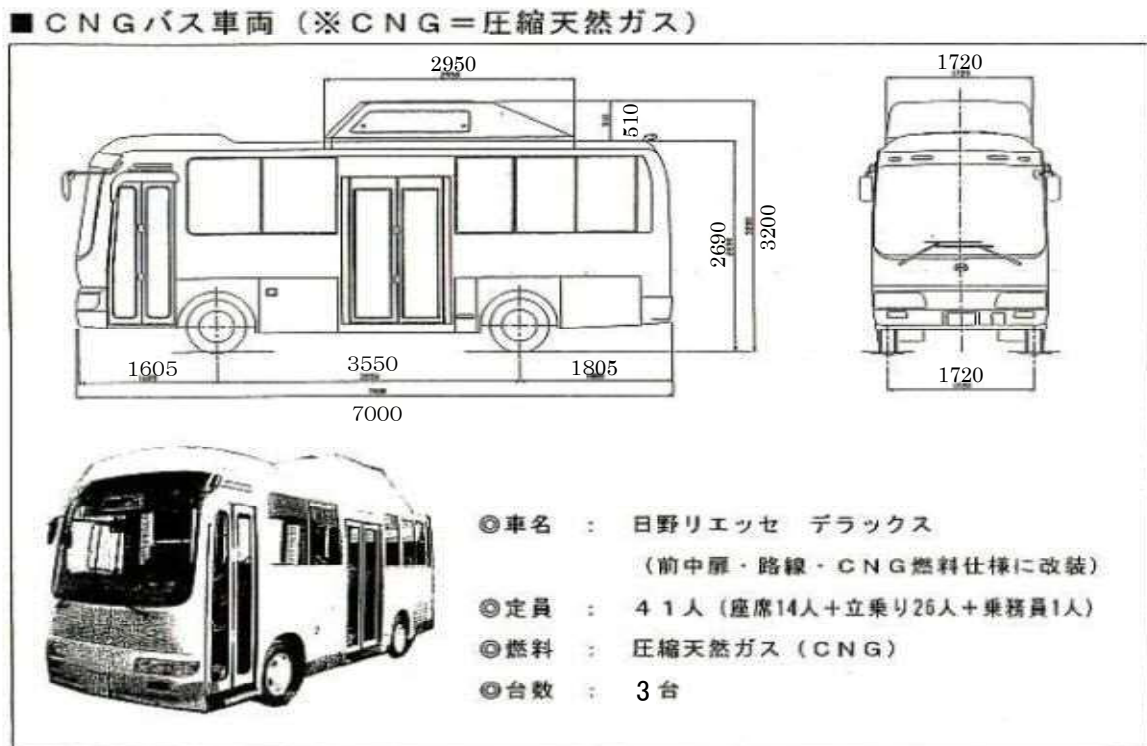 ■CNGバス車両（※CNG＝圧縮天然ガス）
2950
1720
510
2690
3200
1605
3550
1805
7000
1720
◎車名 ： 日野リエッセ デラックス
（前中扉・路線・CNG燃料仕様に改装）
◎定員 ： 41人（座席14人＋立乗り26人＋乗務員1人）
◎燃料 ： 圧縮天然ガス（CNG）
◎台数 ： 3台